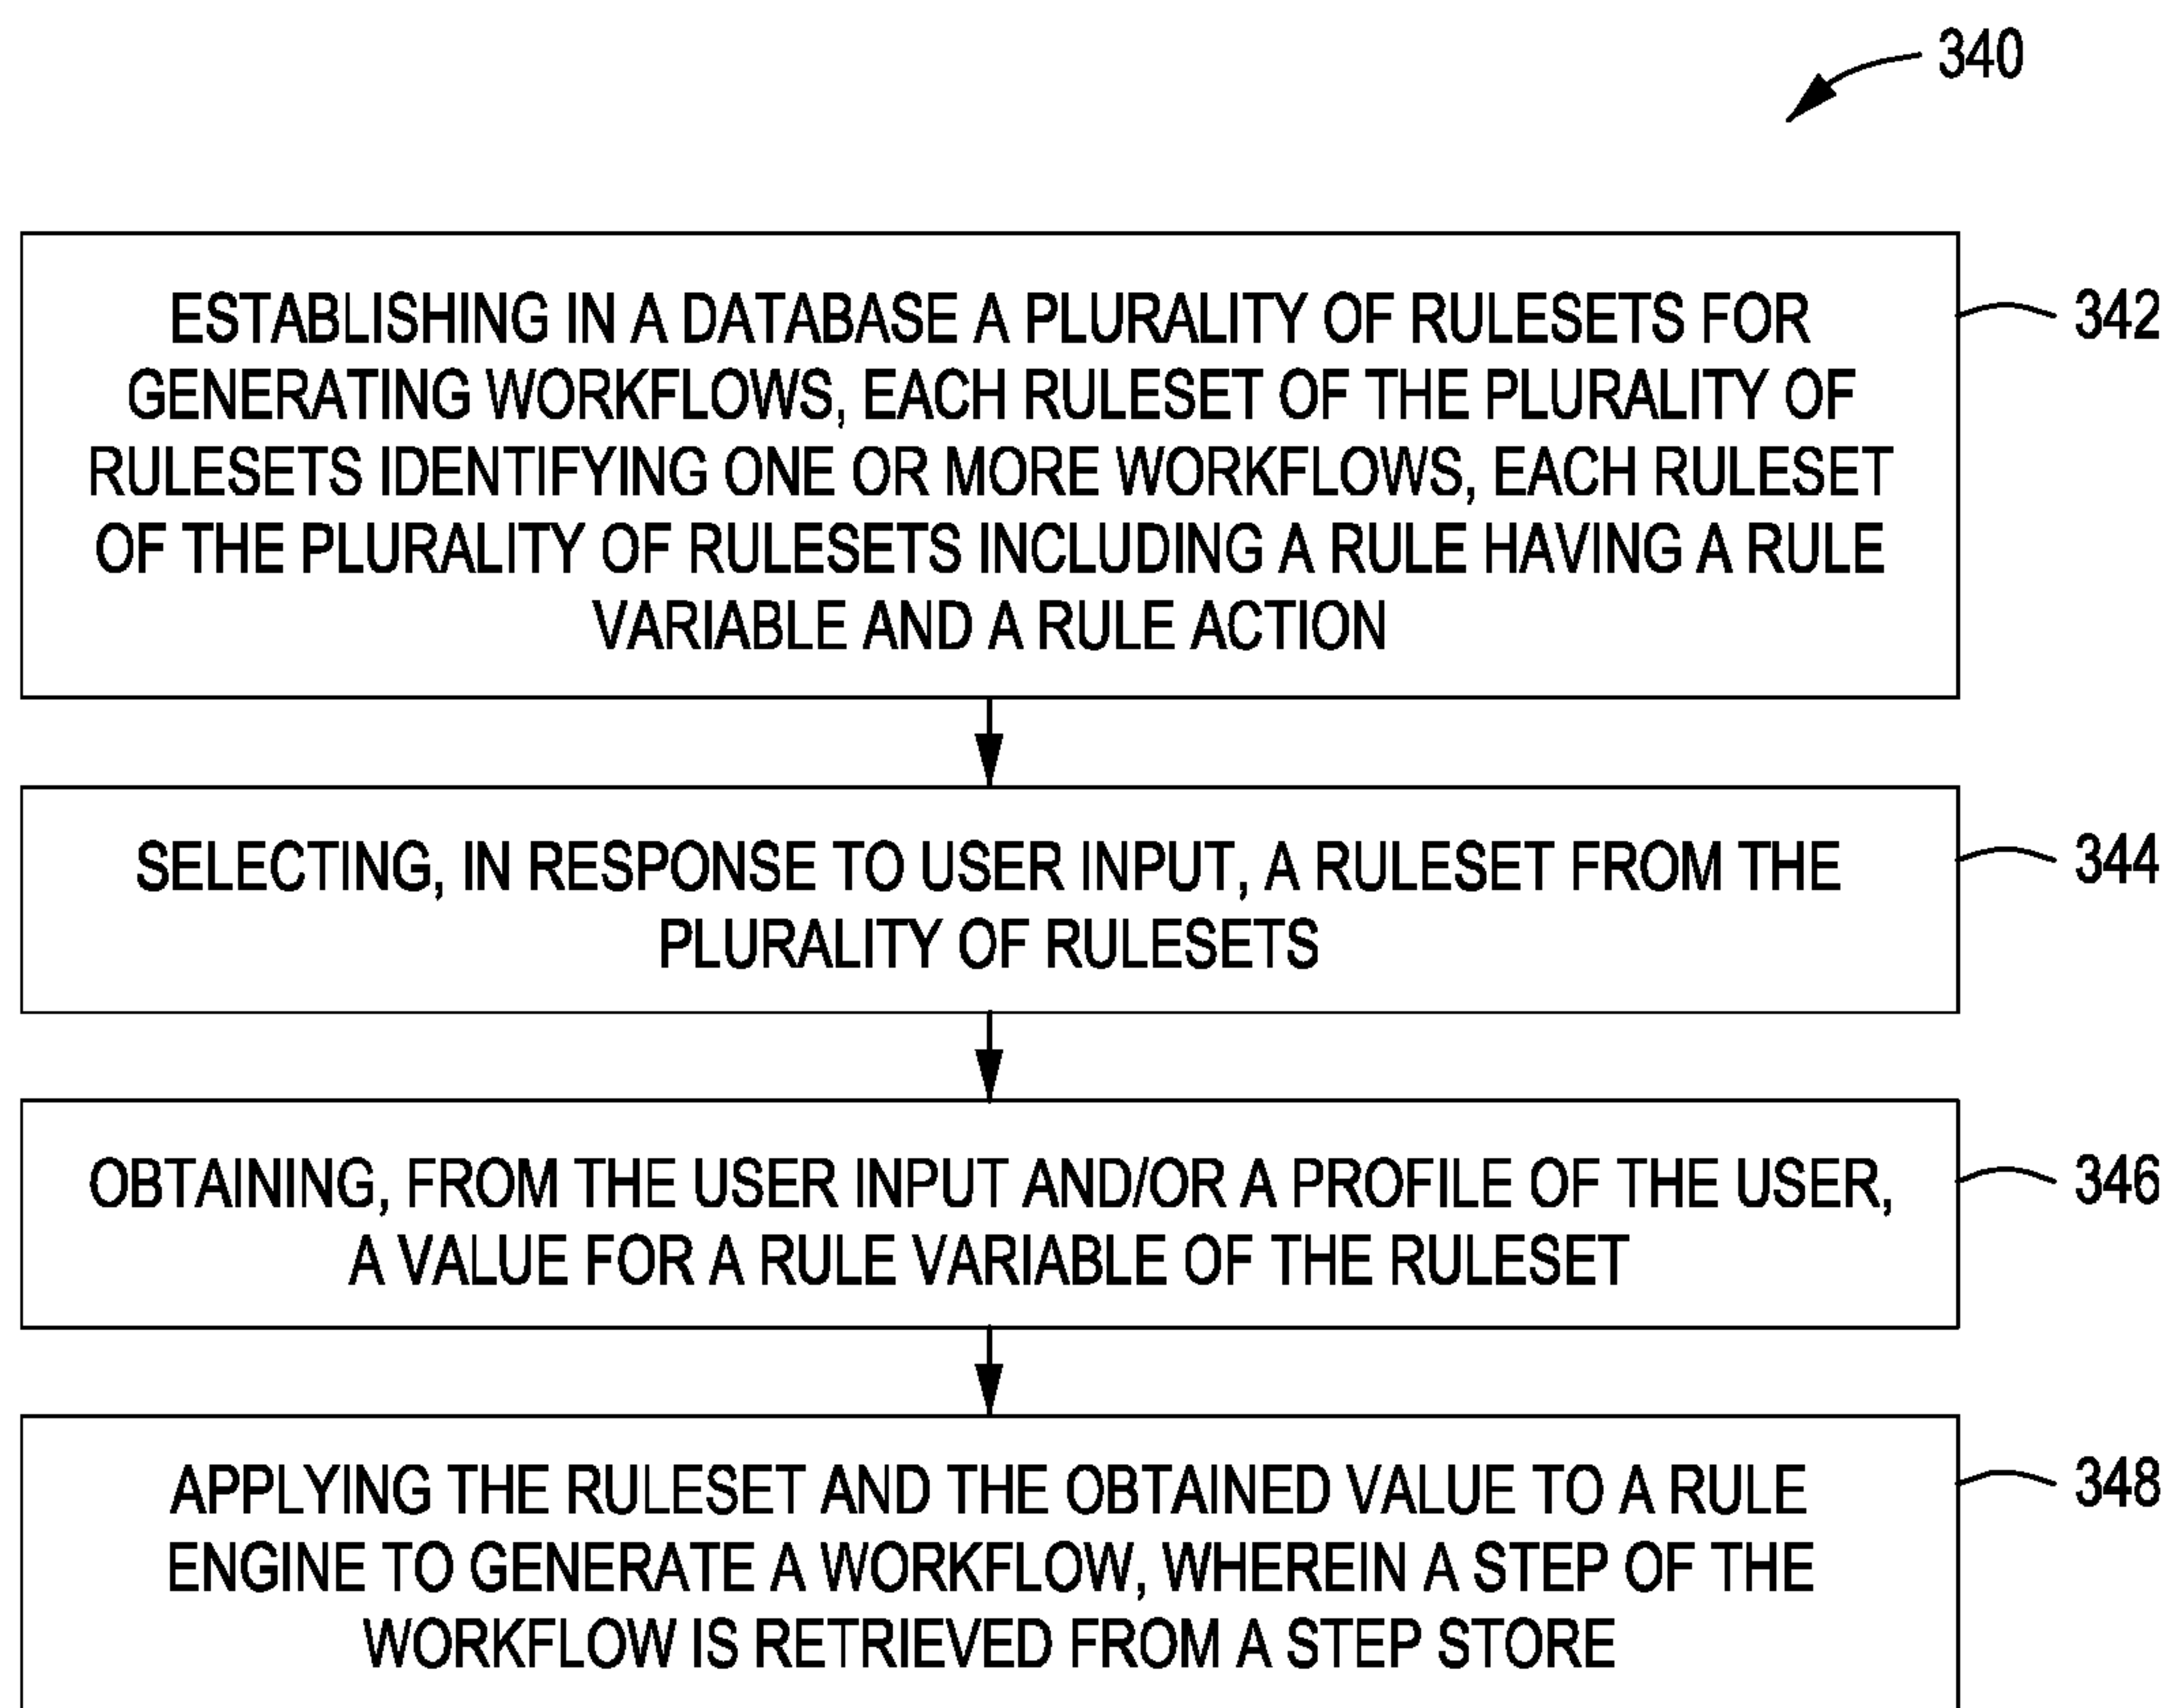 340
ESTABLISHING IN A DATABASE A PLURALITY OF RULESETS FOR
GENERATING WORKFLOWS, EACH RULESET OF THE PLURALITY OF
RULESETS IDENTIFYING ONE OR MORE WORKFLOWS, EACH RULESET
OF THE PLURALITY OF RULESETS INCLUDING A RULE HAVING A RULE
VARIABLE AND A RULE ACTION
342
SELECTING, IN RESPONSE TO USER INPUT, A RULESET FROM THE
PLURALITY OF RULESETS
344
OBTAINING, FROM THE USER INPUT AND/OR A PROFILE OF THE USER,
A VALUE FOR A RULE VARIABLE OF THE RULESET
346
APPLYING THE RULESET AND THE OBTAINED VALUE TO A RULE
ENGINE TO GENERATE A WORKFLOW, WHEREIN A STEP OF THE
WORKFLOW IS RETRIEVED FROM A STEP STORE
348